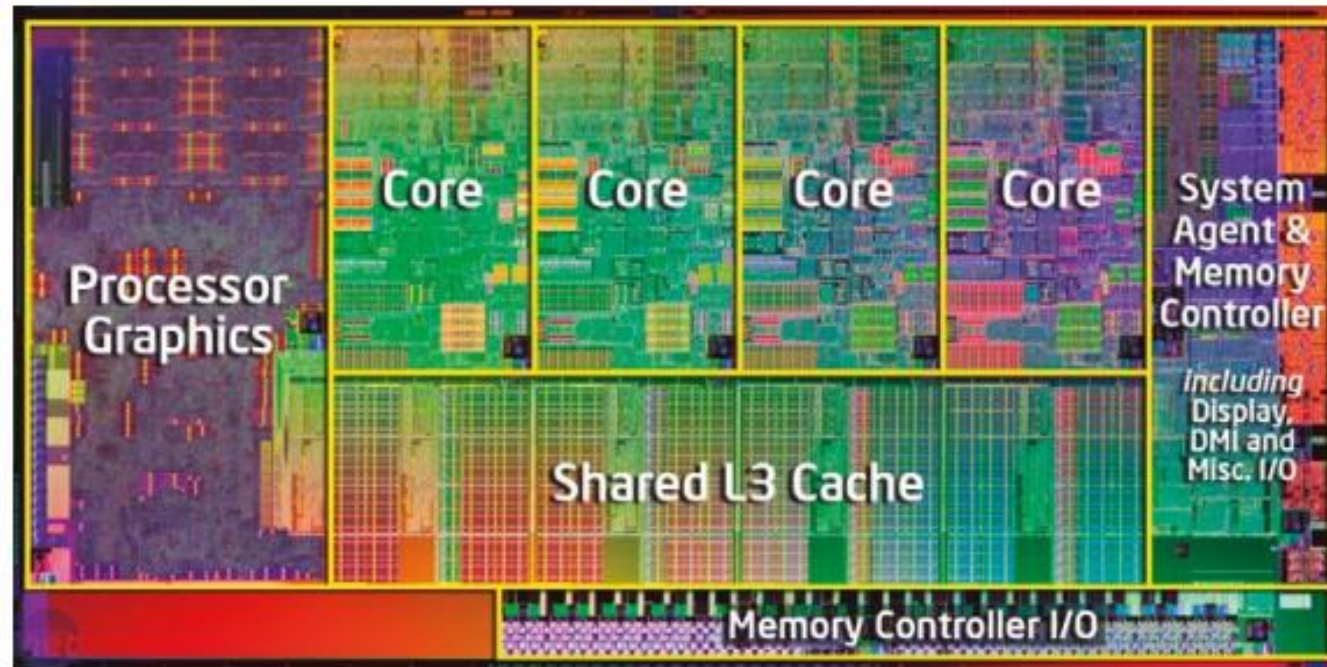 Processor
Graphics
Core
Core
Core
Core
System
Agent &
Memory
Controller
including
Display,
DMI and
Misc. I/O
Shared L3 Cache
Memory Controller I/O